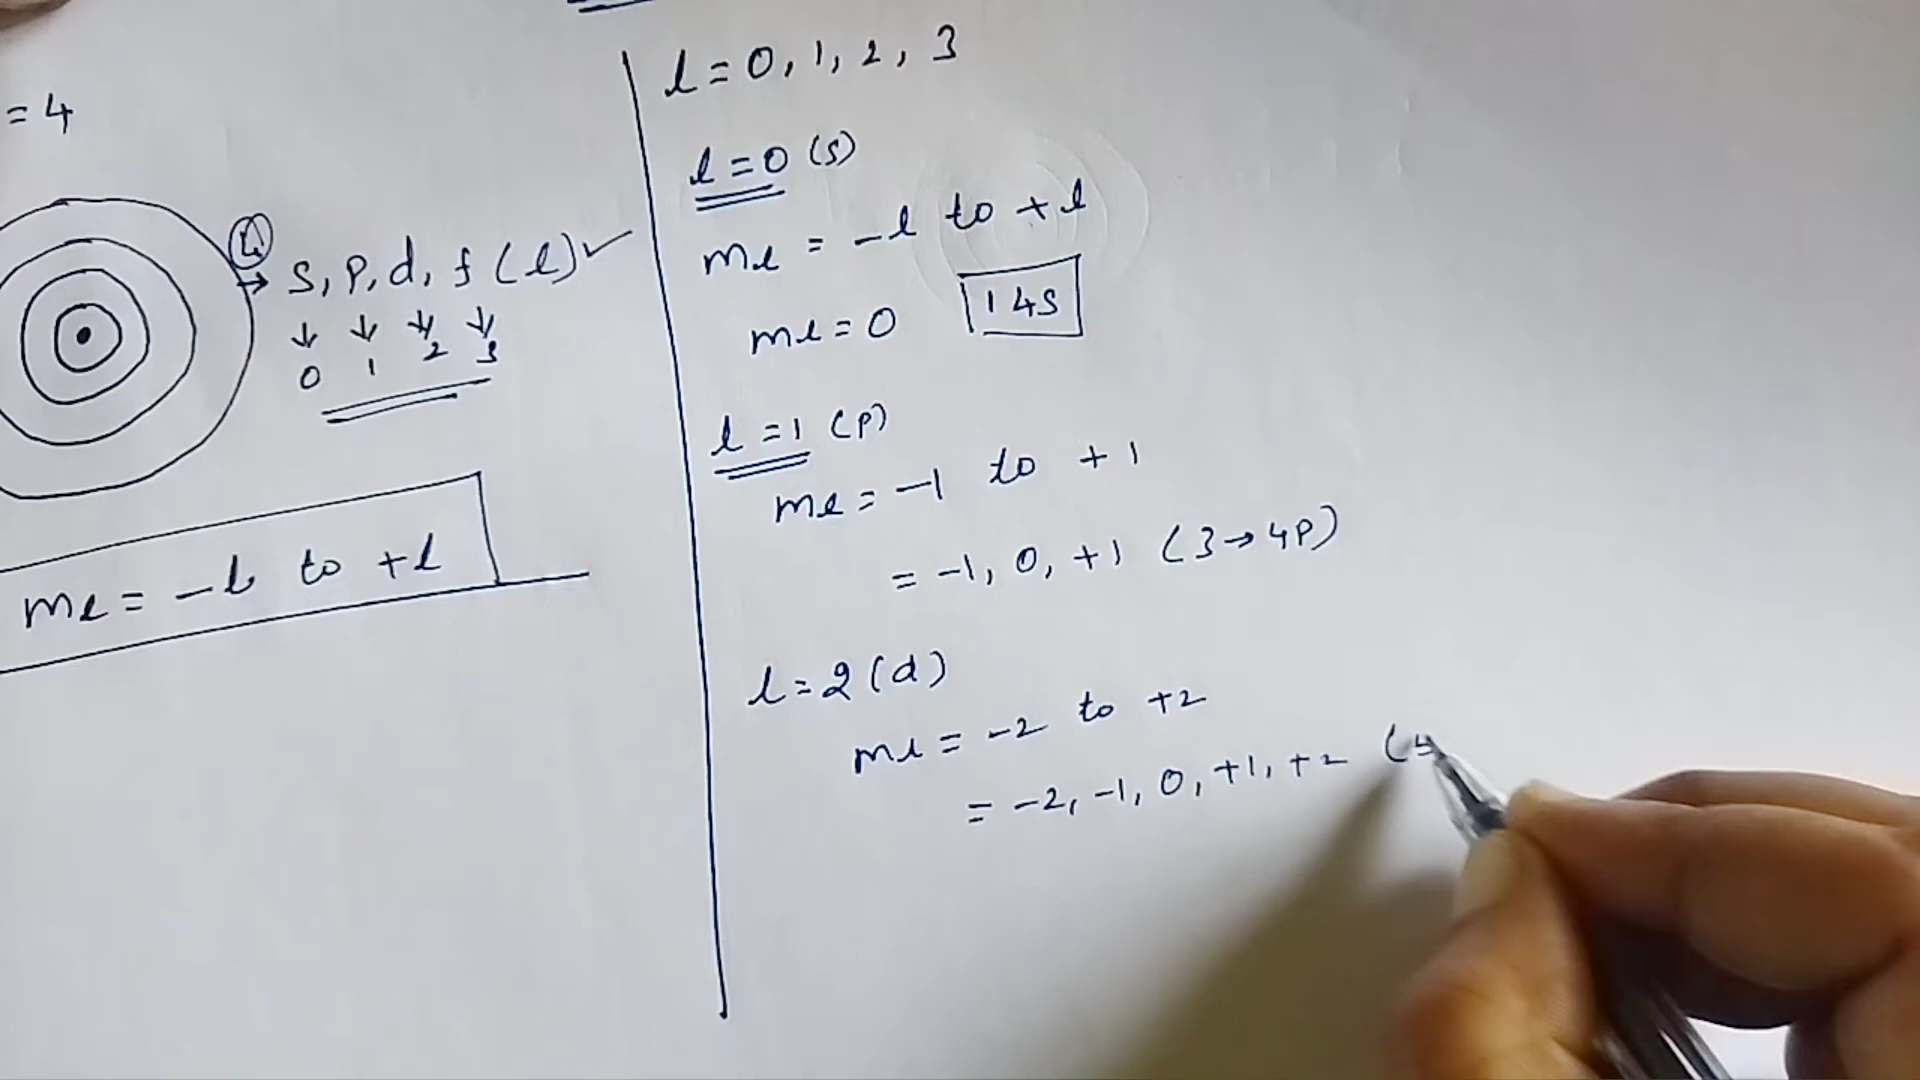 = 4
4
→ s, p, d, f (l) ✓
↓ ↓ ↓ ↓
0 1 2 3
ml = -l to +l
l = 0, 1, 2, 3
l = 0 (s)
ml = -l to +l
ml = 0 1 4s
l = 1 (p)
ml = -1 to +1
= -1, 0, +1 (3 → 4p)
l = 2 (d)
ml = -2 to +2
= -2, -1, 0, +1, +2 (5